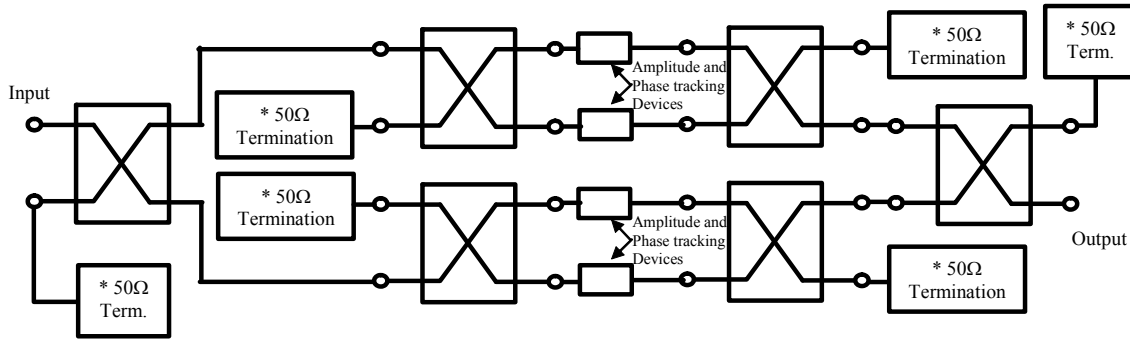 * 50Ω
Termination
* 50Ω
Term.
Amplitude and
Phase tracking
Devices
Input
* 50Ω
Termination
* 50Ω
Termination
Amplitude and
Phase tracking
Devices
Output
* 50Ω
Term.
* 50Ω
Termination